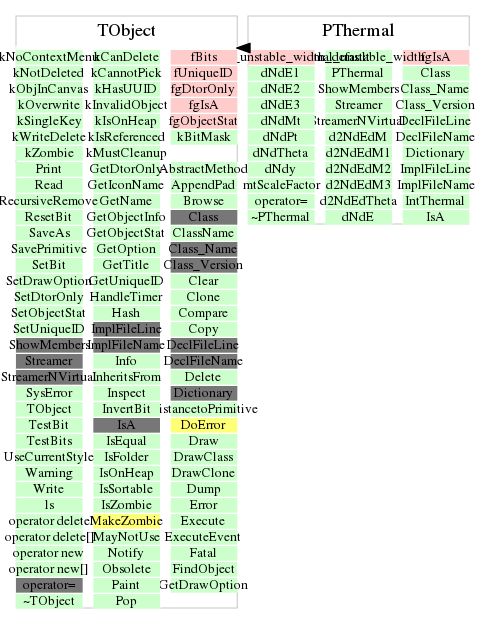 TObject
PThermal
kNoContextMenu kCanDelete fBits
kNotDeleted kCannotPick fUniqueID
kObjInCanvas kHasUUID fgDtorOnly
kOverwrite kInvalidObject fgIsA
kSingleKey kIsOnHeap fgObjectStat
kWriteDelete kIsReferenced kBitMask
kZombie kMustCleanup
Print GetDtorOnly AbstractMethod
Read GetIconName AppendPad
RecursiveRemove GetName Browse
ResetBit GetObjectInfo Class
SaveAs GetObjectStat ClassName
SavePrimitive GetOption Class_Name
SetBit GetTitle Class_Version
SetDrawOption GetUniqueID Clear
SetDtorOnly HandleTimer Clone
SetObjectStat Hash Compare
SetUniqueID ImplFileLine Copy
ShowMembers ImplFileName DeclFileLine
Streamer Info DeclFileName
StreamerNVirtual InheritsFrom Delete
SysError Inspect Dictionary
TObject InvertBit istancetoPrimitive
TestBit IsA DoError
TestBits IsEqual Draw
UseCurrentStyle IsFolder DrawClass
Warning IsOnHeap DrawClone
Write IsSortable Dump
ls IsZombie Error
operator delete MakeZombie Execute
operator delete[] MayNotUse ExecuteEvent
operator new Notify Fatal
operator new[] Obsolete FindObject
operator= Paint GetDrawOption
~TObject Pop
_unstable_width fgIsA
dNdE1 PThermal Class
dNdE2 ShowMembers Class_Name
dNdE3 Streamer Class_Version
dNdMt StreamerNVirtual DeclFileLine
dNdPt d2NdEdM DeclFileName
dNdTheta d2NdEdM1 Dictionary
dNdy d2NdEdM2 ImplFileLine
mtScaleFactor d2NdEdM3 ImplFileName
operator= d2NdEdTheta IntThermal
~PThermal dNdE IsA